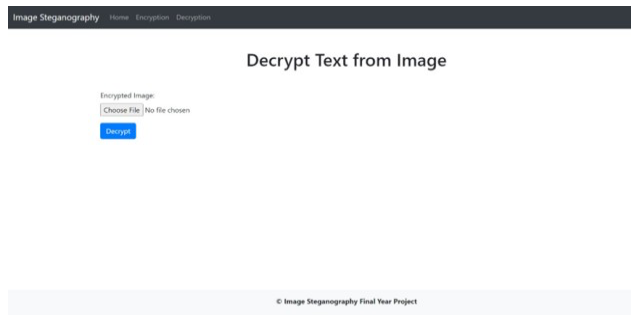 Image Steganography Home Encryption Decryption
Decrypt Text from Image
Encrypted Image:
Choose File No file chosen
Decrypt
© Image Steganography Final Year Project